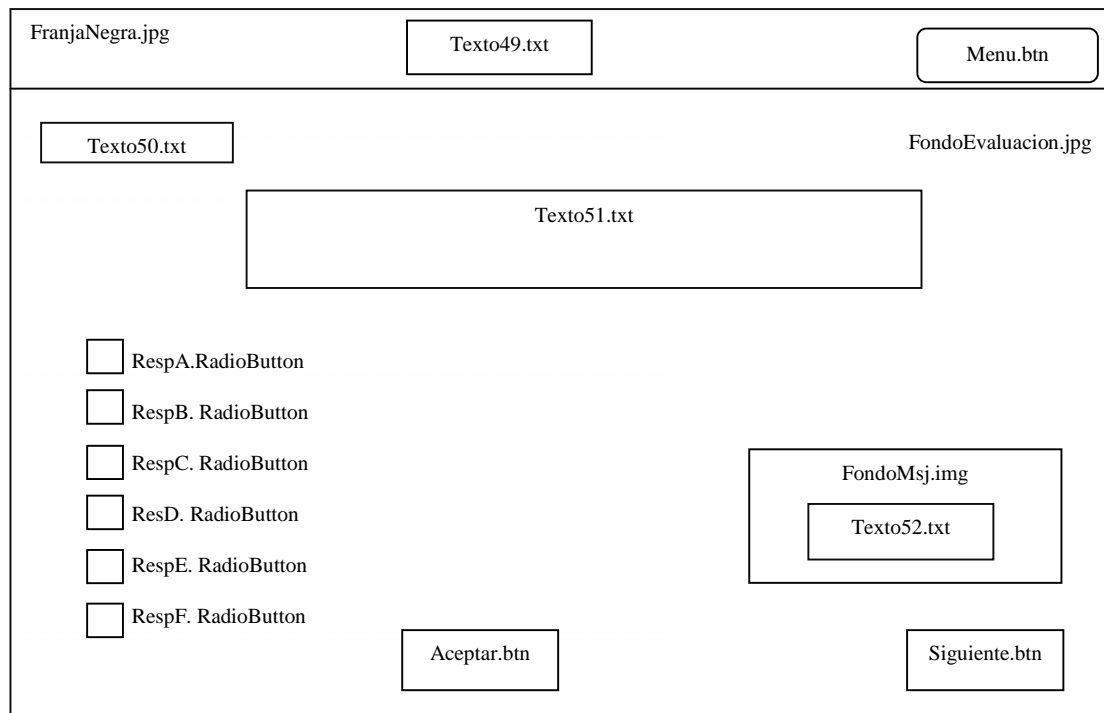 FranjaNegra.jpg
Texto49.txt
Menu.btn
Texto50.txt
FondoEvaluacion.jpg
Texto51.txt
RespA.RadioButton
RespB. RadioButton
RespC. RadioButton
ResD. RadioButton
RespE. RadioButton
RespF. RadioButton
FondoMsj.img
Texto52.txt
Aceptar.btn
Siguiente.btn